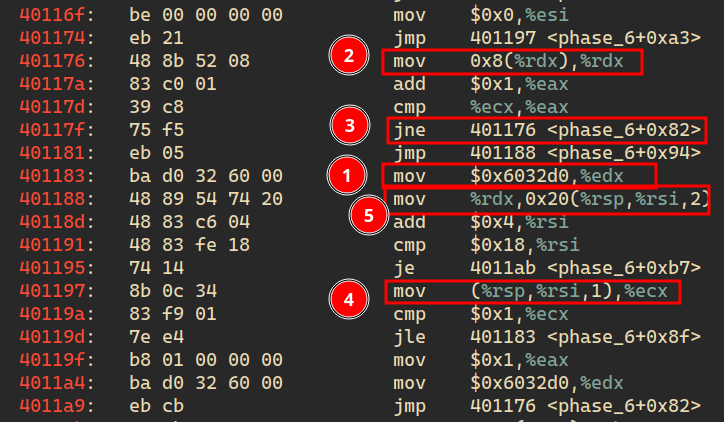 40116f: be 00 00 00 00 mov $0x0,%esi
401174: eb 21 jmp 401197 <phase_6+0xa3>
401176: 48 8b 52 08 2 mov 0x8(%rdx),%rdx
40117a: 83 c0 01 add $0x1,%eax
40117d: 39 c8 cmp %ecx,%eax
40117f: 75 f5 3 jne 401176 <phase_6+0x82>
401181: eb 05 jmp 401188 <phase_6+0x94>
401183: ba d0 32 60 00 1 mov $0x6032d0,%edx
401188: 48 89 54 74 20 5 mov %rdx,0x20(%rsp,%rsi,2)
40118d: 48 83 c6 04 add $0x4,%rsi
401191: 48 83 fe 18 cmp $0x18,%rsi
401195: 74 14 je 4011ab <phase_6+0xb7>
401197: 8b 0c 34 4 mov (%rsp,%rsi,1),%ecx
40119a: 83 f9 01 cmp $0x1,%ecx
40119d: 7e e4 jle 401183 <phase_6+0x8f>
40119f: b8 01 00 00 00 mov $0x1,%eax
4011a4: ba d0 32 60 00 mov $0x6032d0,%edx
4011a9: eb cb jmp 401176 <phase_6+0x82>